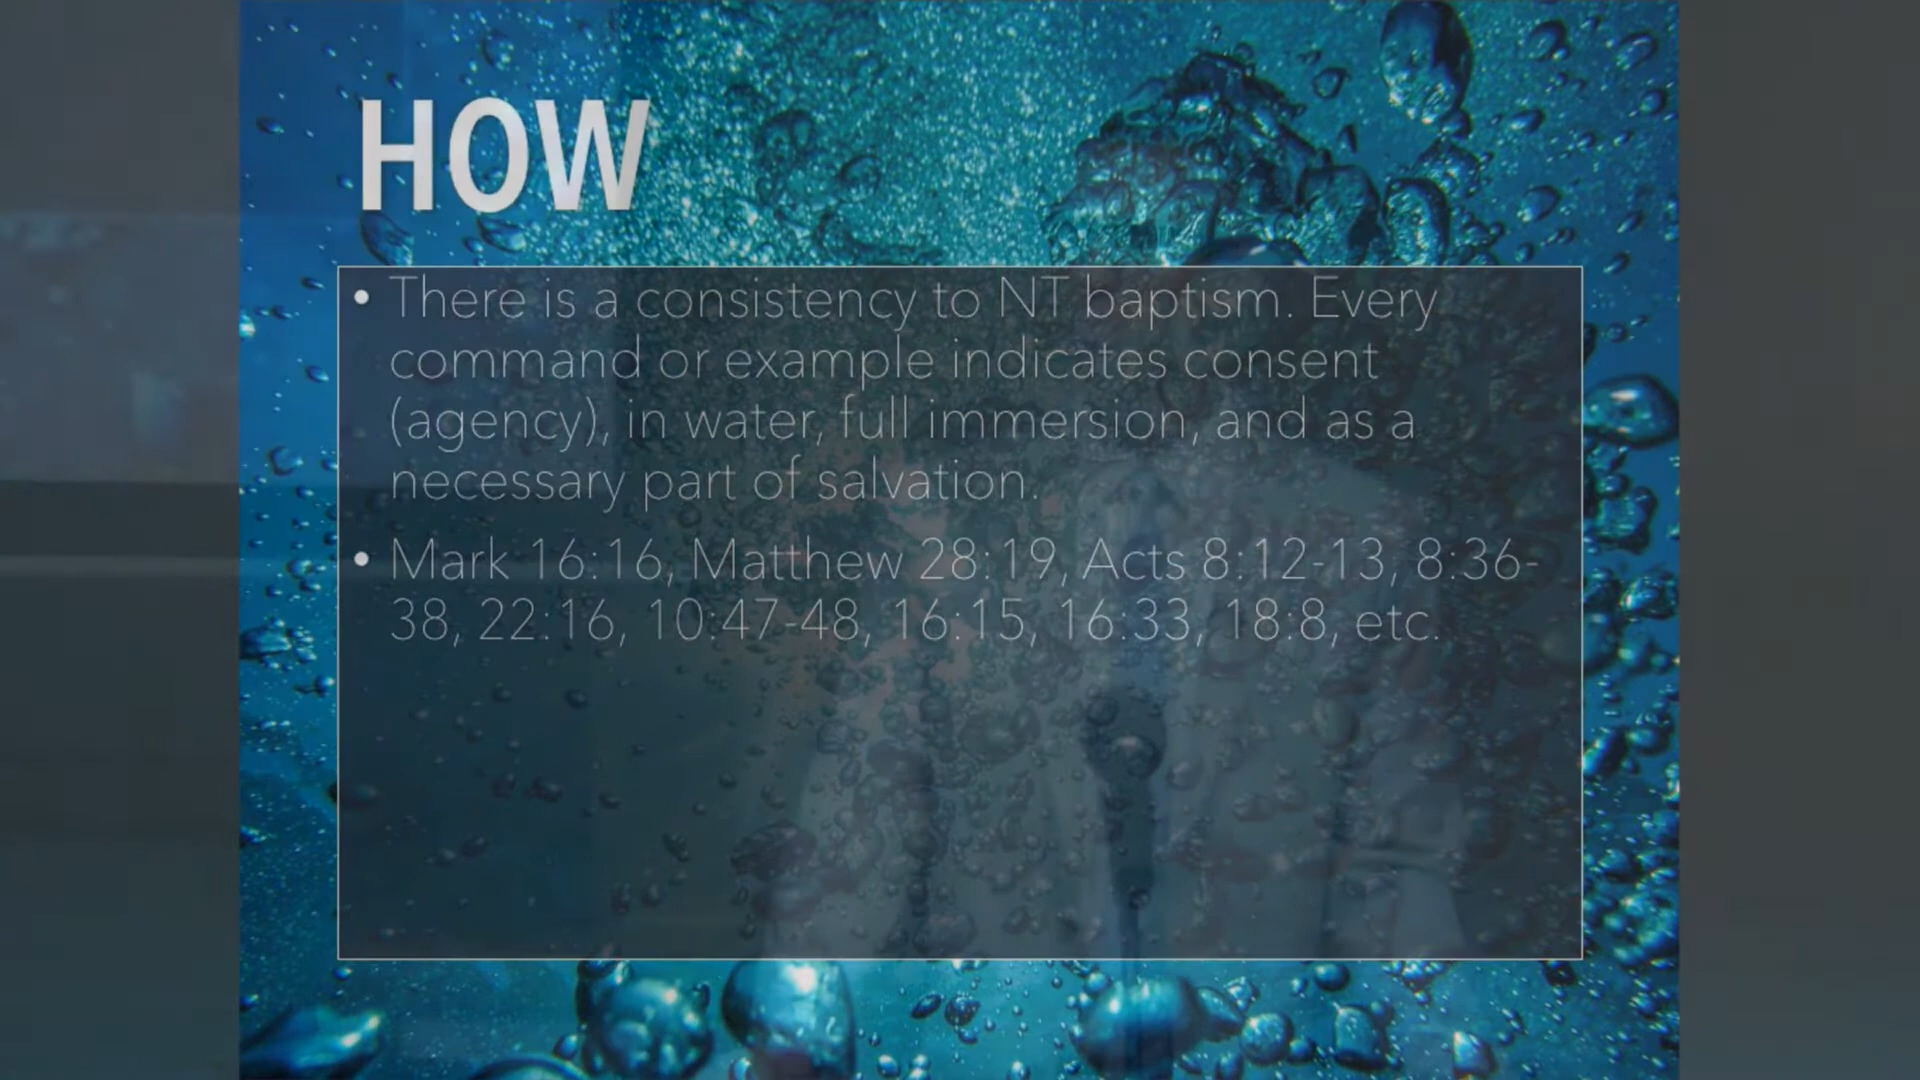 HOW
• There is a consistency to NT baptism. Every
command or example indicates consent
(agency), in water, full immersion, and as a
necessary part of salvation.
• Mark 16:16, Matthew 28:19, Acts 8:12-13, 8:36-
38, 22:16, 10:47-48, 16:15, 16:33, 18:8, etc.